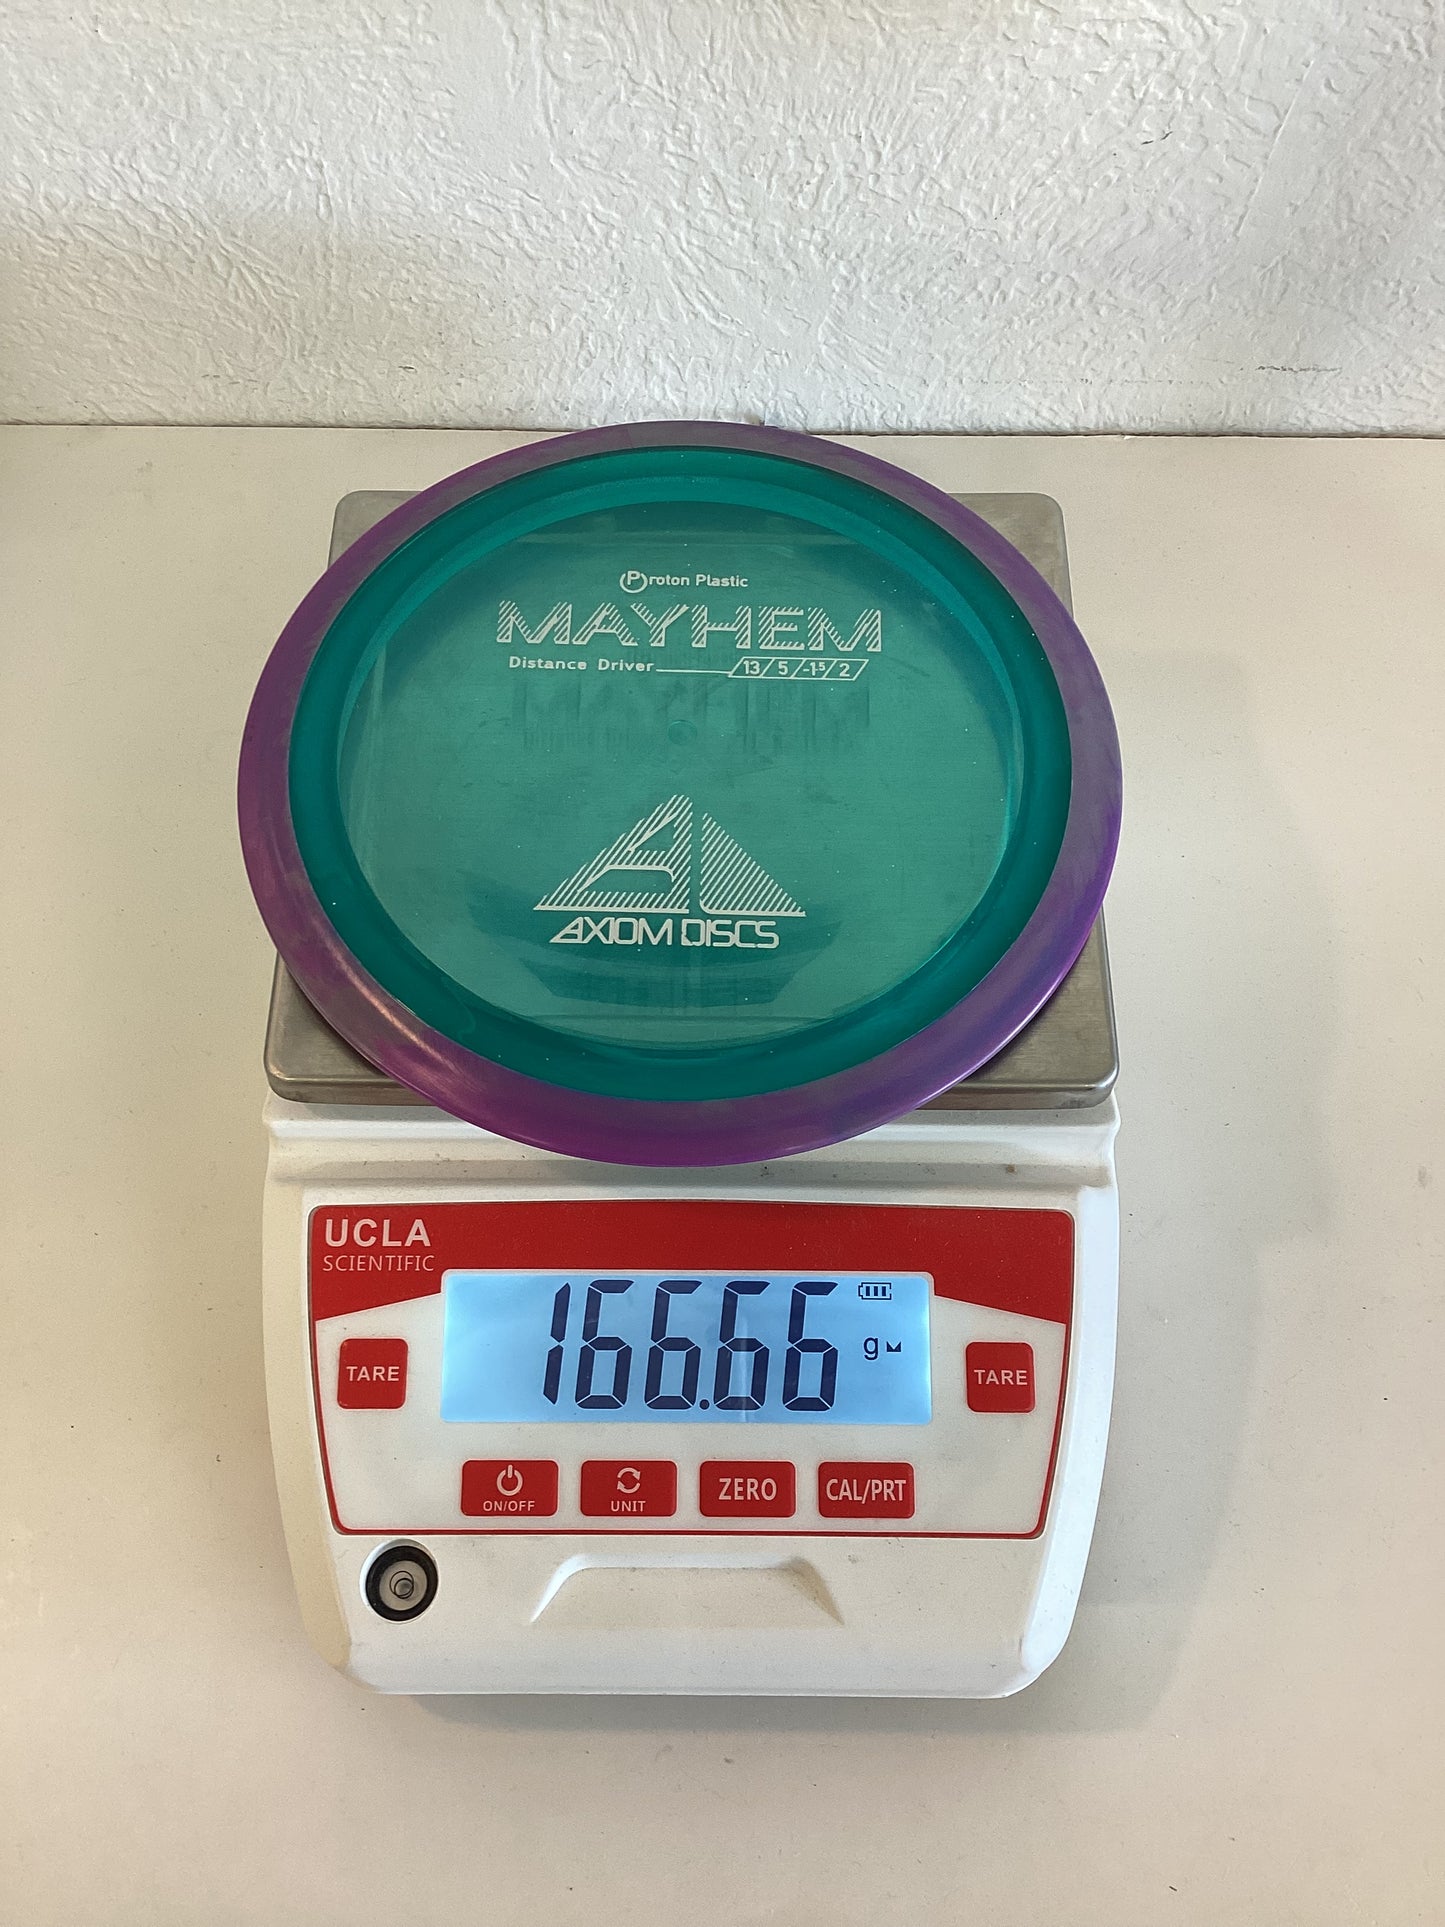 Proton Plastic
MAYHEM
Distance Driver 13 / 5 / -1.5 / 2
AXIOM DISCS
UCLA
SCIENTIFIC
166.66 g
TARE
TARE
ON/OFF
UNIT
ZERO
CAL/PRT